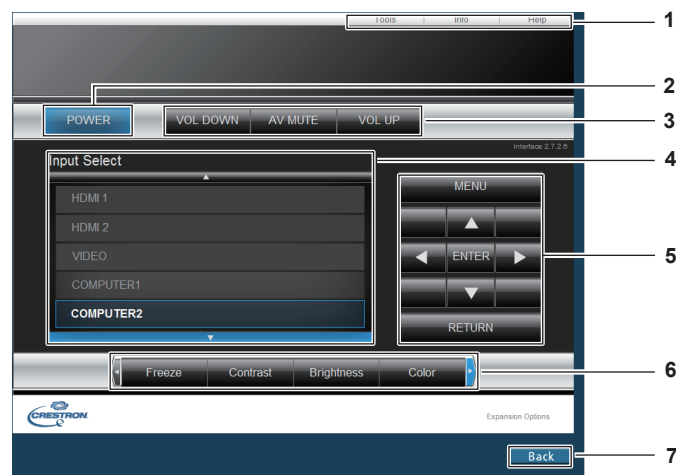 Tools Info Help 1
2
POWER VOL DOWN AV MUTE VOL UP 3
Interface 2.7.2.6
Input Select 4
HDMI 1
HDMI 2
VIDEO
COMPUTER1
COMPUTER2
MENU
ENTER 5
RETURN
Freeze Contrast Brightness Color 6
CRESTRON Expansion Options
Back 7